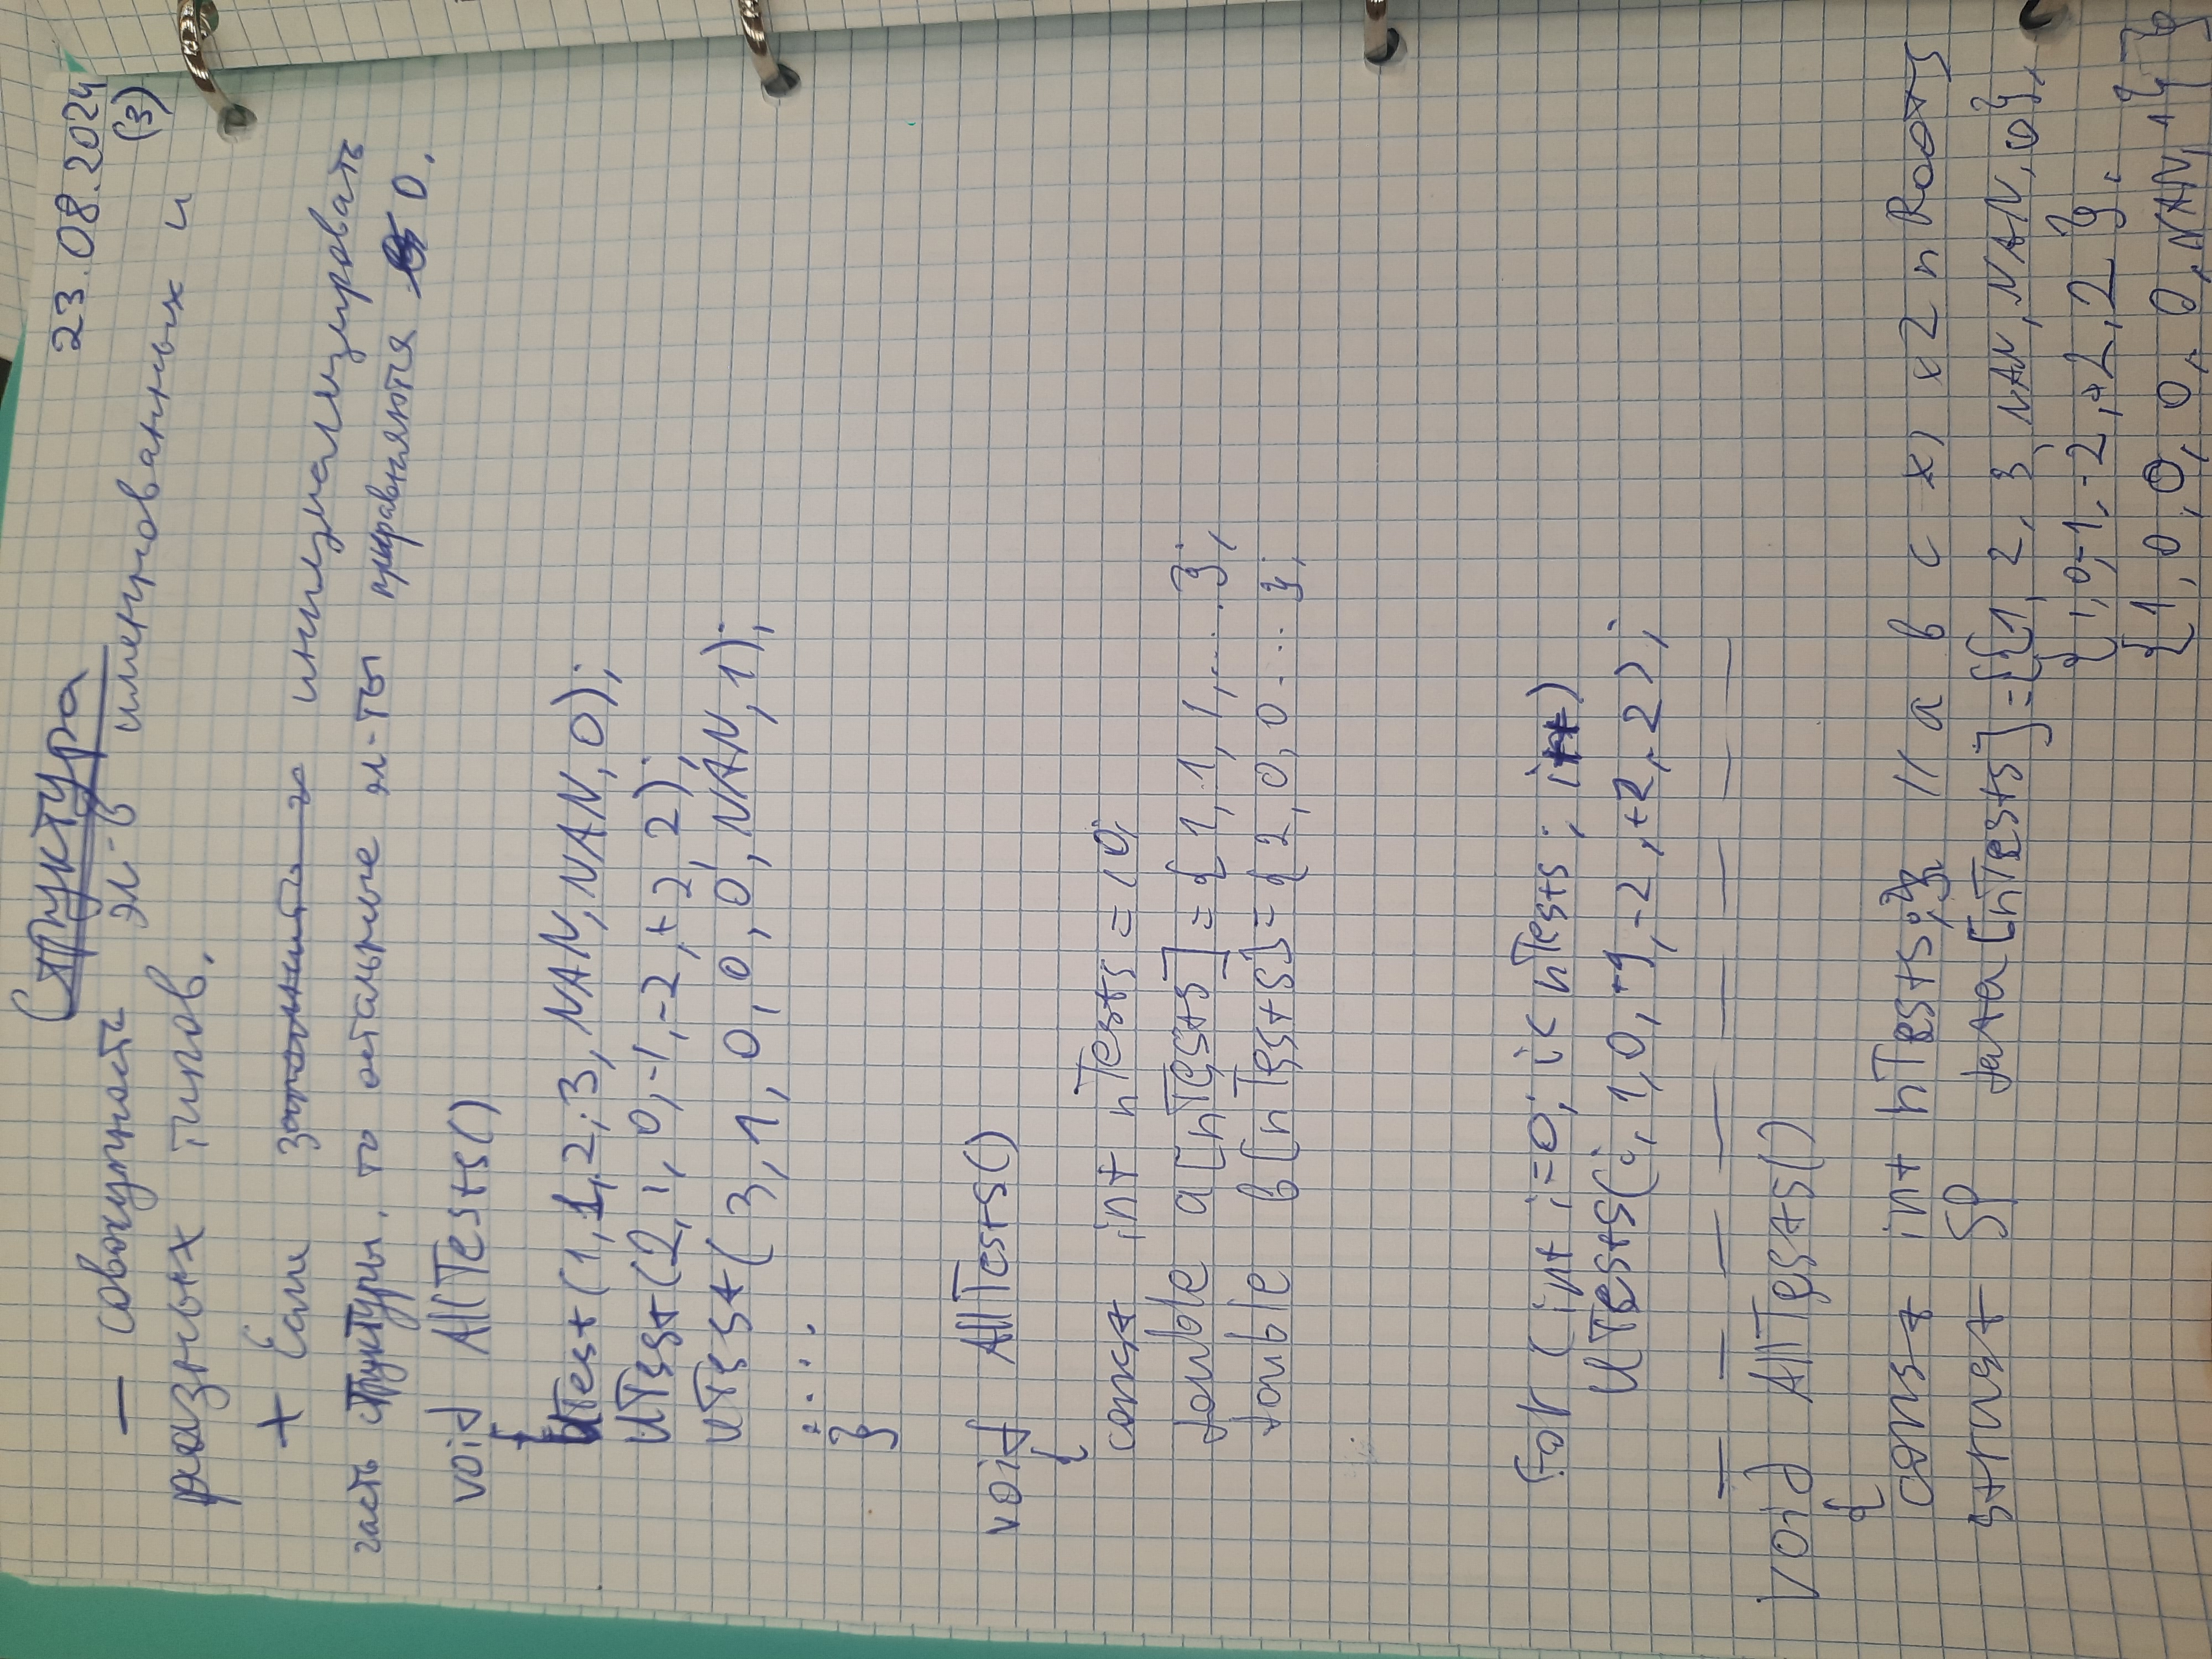 Структура
23.08.2024
(3)
— совокупность эл-в именнованных и
разных типов.
+ Если заполнить инициализировать
часть структуры, то остальные эл-ты приравняются 0.
void AllTests()
{
UTest(1,1,2,3,NAN,NAN,0);
UTest(2,1,0,-1,-2,+2,2);
UTest(3,1,0,0,0,NAN,1);
.....
}
void AllTests()
{
const int nTests = 10;
double a[nTests]={1,1,1,....};
double b[nTests]={2,0,0....};
for (int i=0; i<nTests; i++)
UTests(i,1,0,-1,-2,+2,2);
— — — — — — — —
void AllTests()
{
const int nTests; // a b c x1 x2 nRoots
struct SP data[nTests]={{1, 2, 3, NAN, NAN, 0},
{1,0,-1,-2,+2,2},
{1,0,0,0,0,NAN,1}}